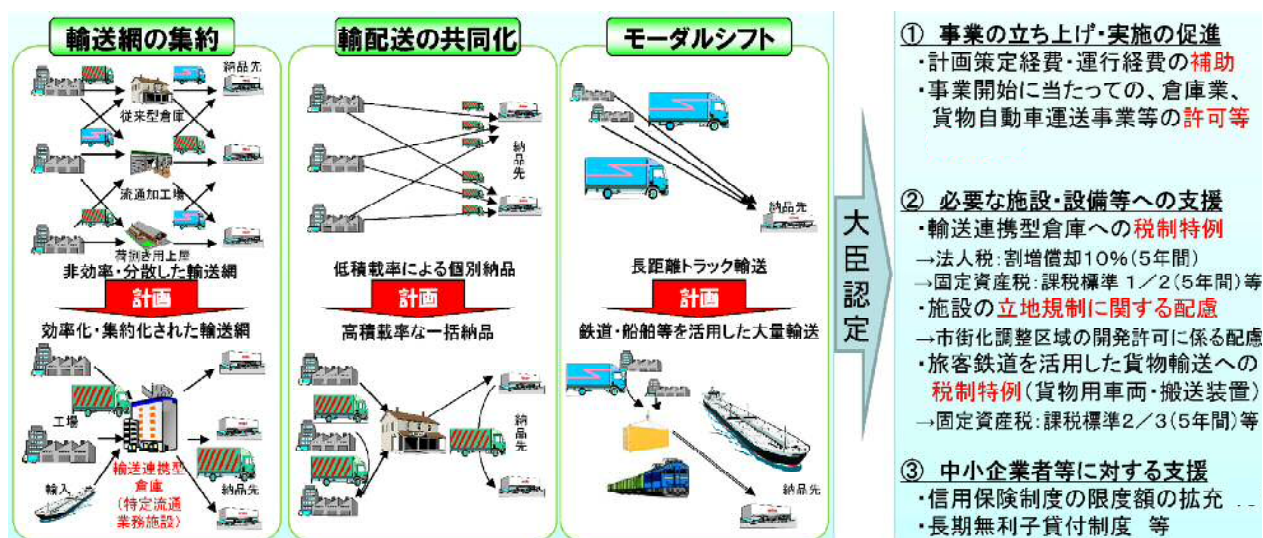 輸送網の集約
納品先
従来型倉庫
流通加工場
荷捌き用上屋
非効率・分散した輸送網
計画
効率化・集約化された輸送網
工場
輸送連携型
倉庫
(特定流通
業務施設)
輸入
納品先
輸配送の共同化
納品先
低積載率による個別納品
計画
高積載率な一括納品
納品先
モーダルシフト
納品先
長距離トラック輸送
計画
鉄道・船舶等を活用した大量輸送
納品先
大臣認定
① 事業の立ち上げ・実施の促進
・計画策定経費・運行経費の補助
・事業開始に当たっての、倉庫業、
貨物自動車運送事業等の許可等
② 必要な施設・設備等への支援
・輸送連携型倉庫への税制特例
→法人税:割増償却10%(5年間)
→固定資産税:課税標準1/2(5年間)等
・施設の立地規制に関する配慮
→市街化調整区域の開発許可に係る配慮
・旅客鉄道を活用した貨物輸送への
税制特例(貨物用車両・搬送装置)
→固定資産税:課税標準2/3(5年間)等
③ 中小企業者等に対する支援
・信用保険制度の限度額の拡充
・長期無利子貸付制度 等